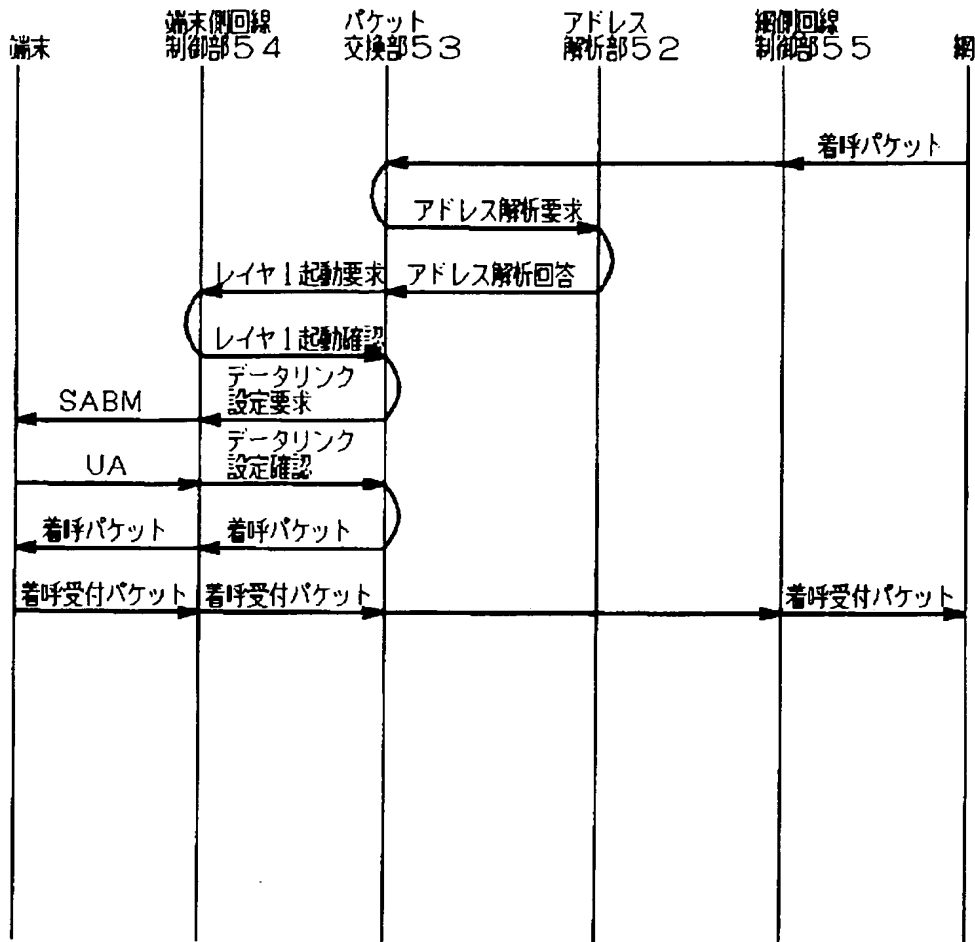 端末
端末側回線
制御部54
パケット
交換部53
アドレス
解析部52
網側回線
制御部55
網
着呼パケット
アドレス解析要求
レイヤ1起動要求
アドレス解析回答
レイヤ1起動確認
データリンク
設定要求
SABM
データリンク
設定確認
UA
着呼パケット
着呼パケット
着呼受付パケット
着呼受付パケット
着呼受付パケット